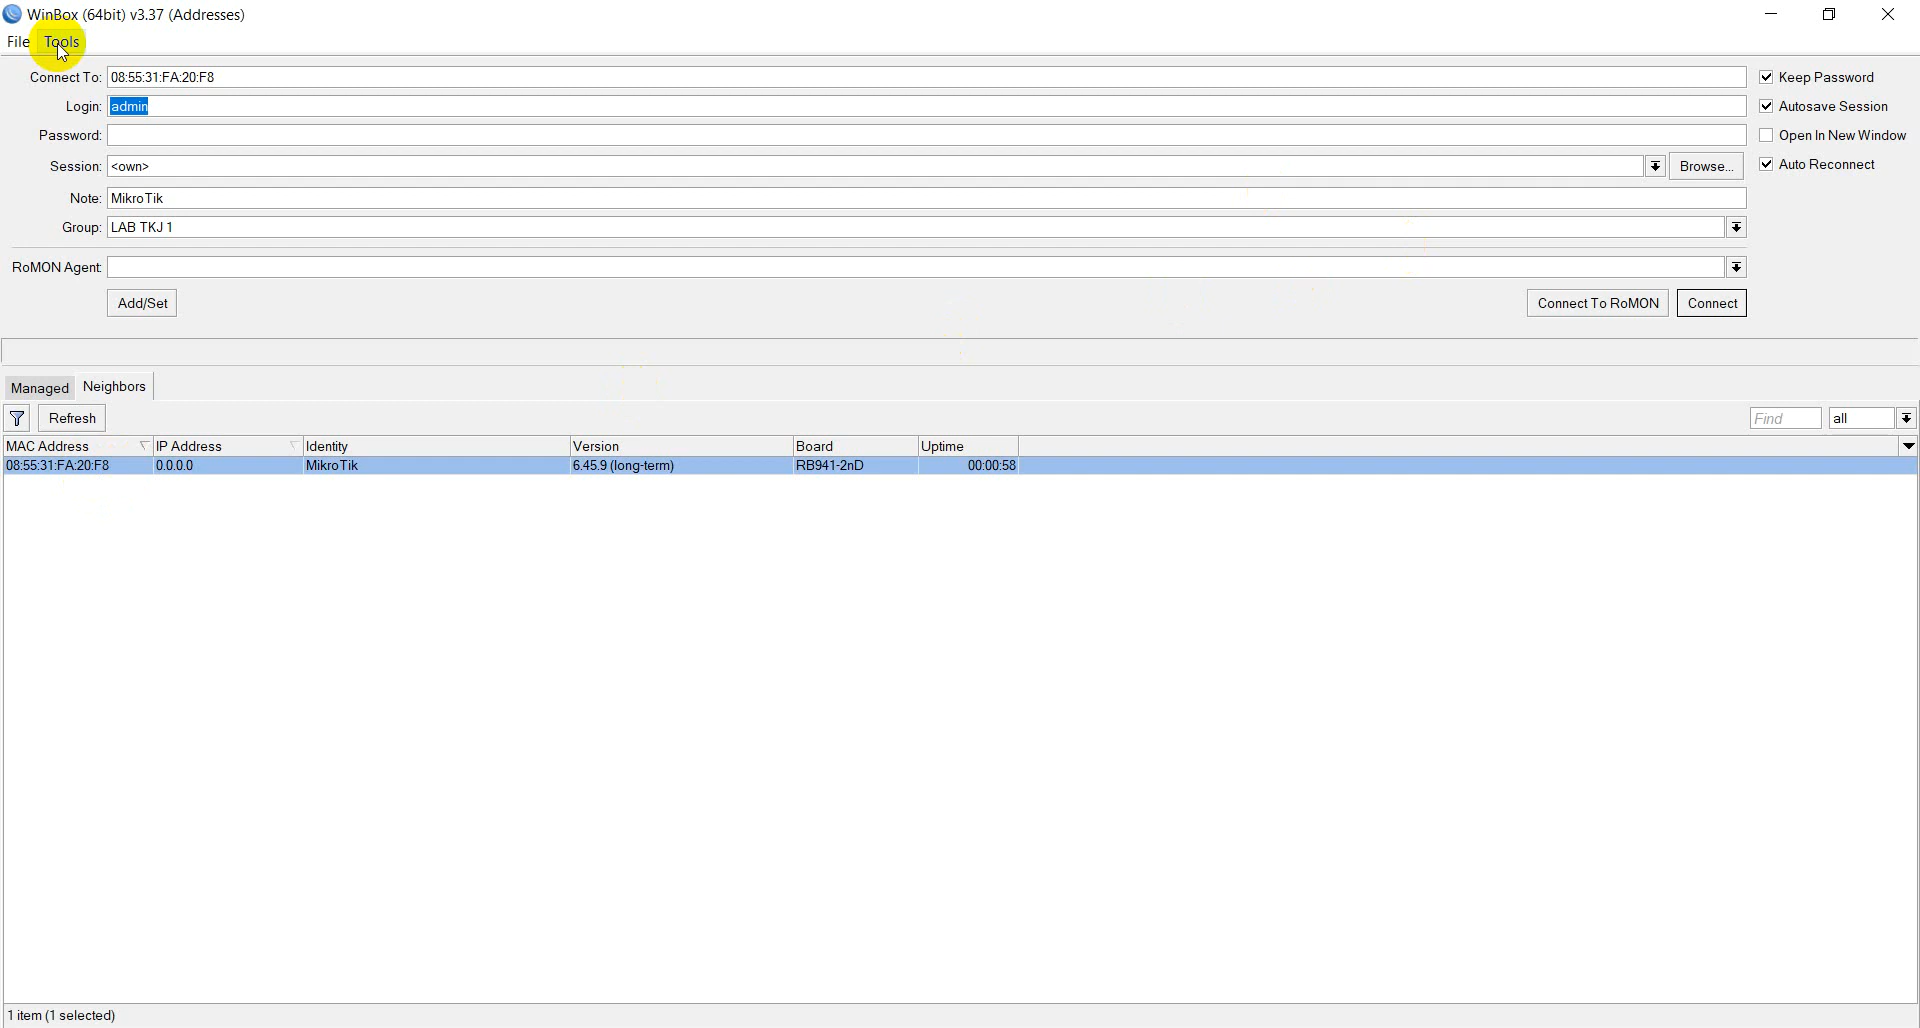 WinBox (64bit) v3.37 (Addresses)
File Tools
Connect To: 08:55:31:FA:20:F8
Keep Password
Login: admin
Autosave Session
Password:
Open In New Window
Session: <own>
Browse...
Auto Reconnect
Note: MikroTik
Group: LAB TKJ 1
RoMON Agent:
Add/Set
Connect To RoMON Connect
Managed Neighbors
Refresh
Find all
MAC Address IP Address Identity Version Board Uptime
08:55:31:FA:20:F8 0.0.0.0 MikroTik 6.45.9 (long-term) RB941-2nD 00:00:58
1 item (1 selected)